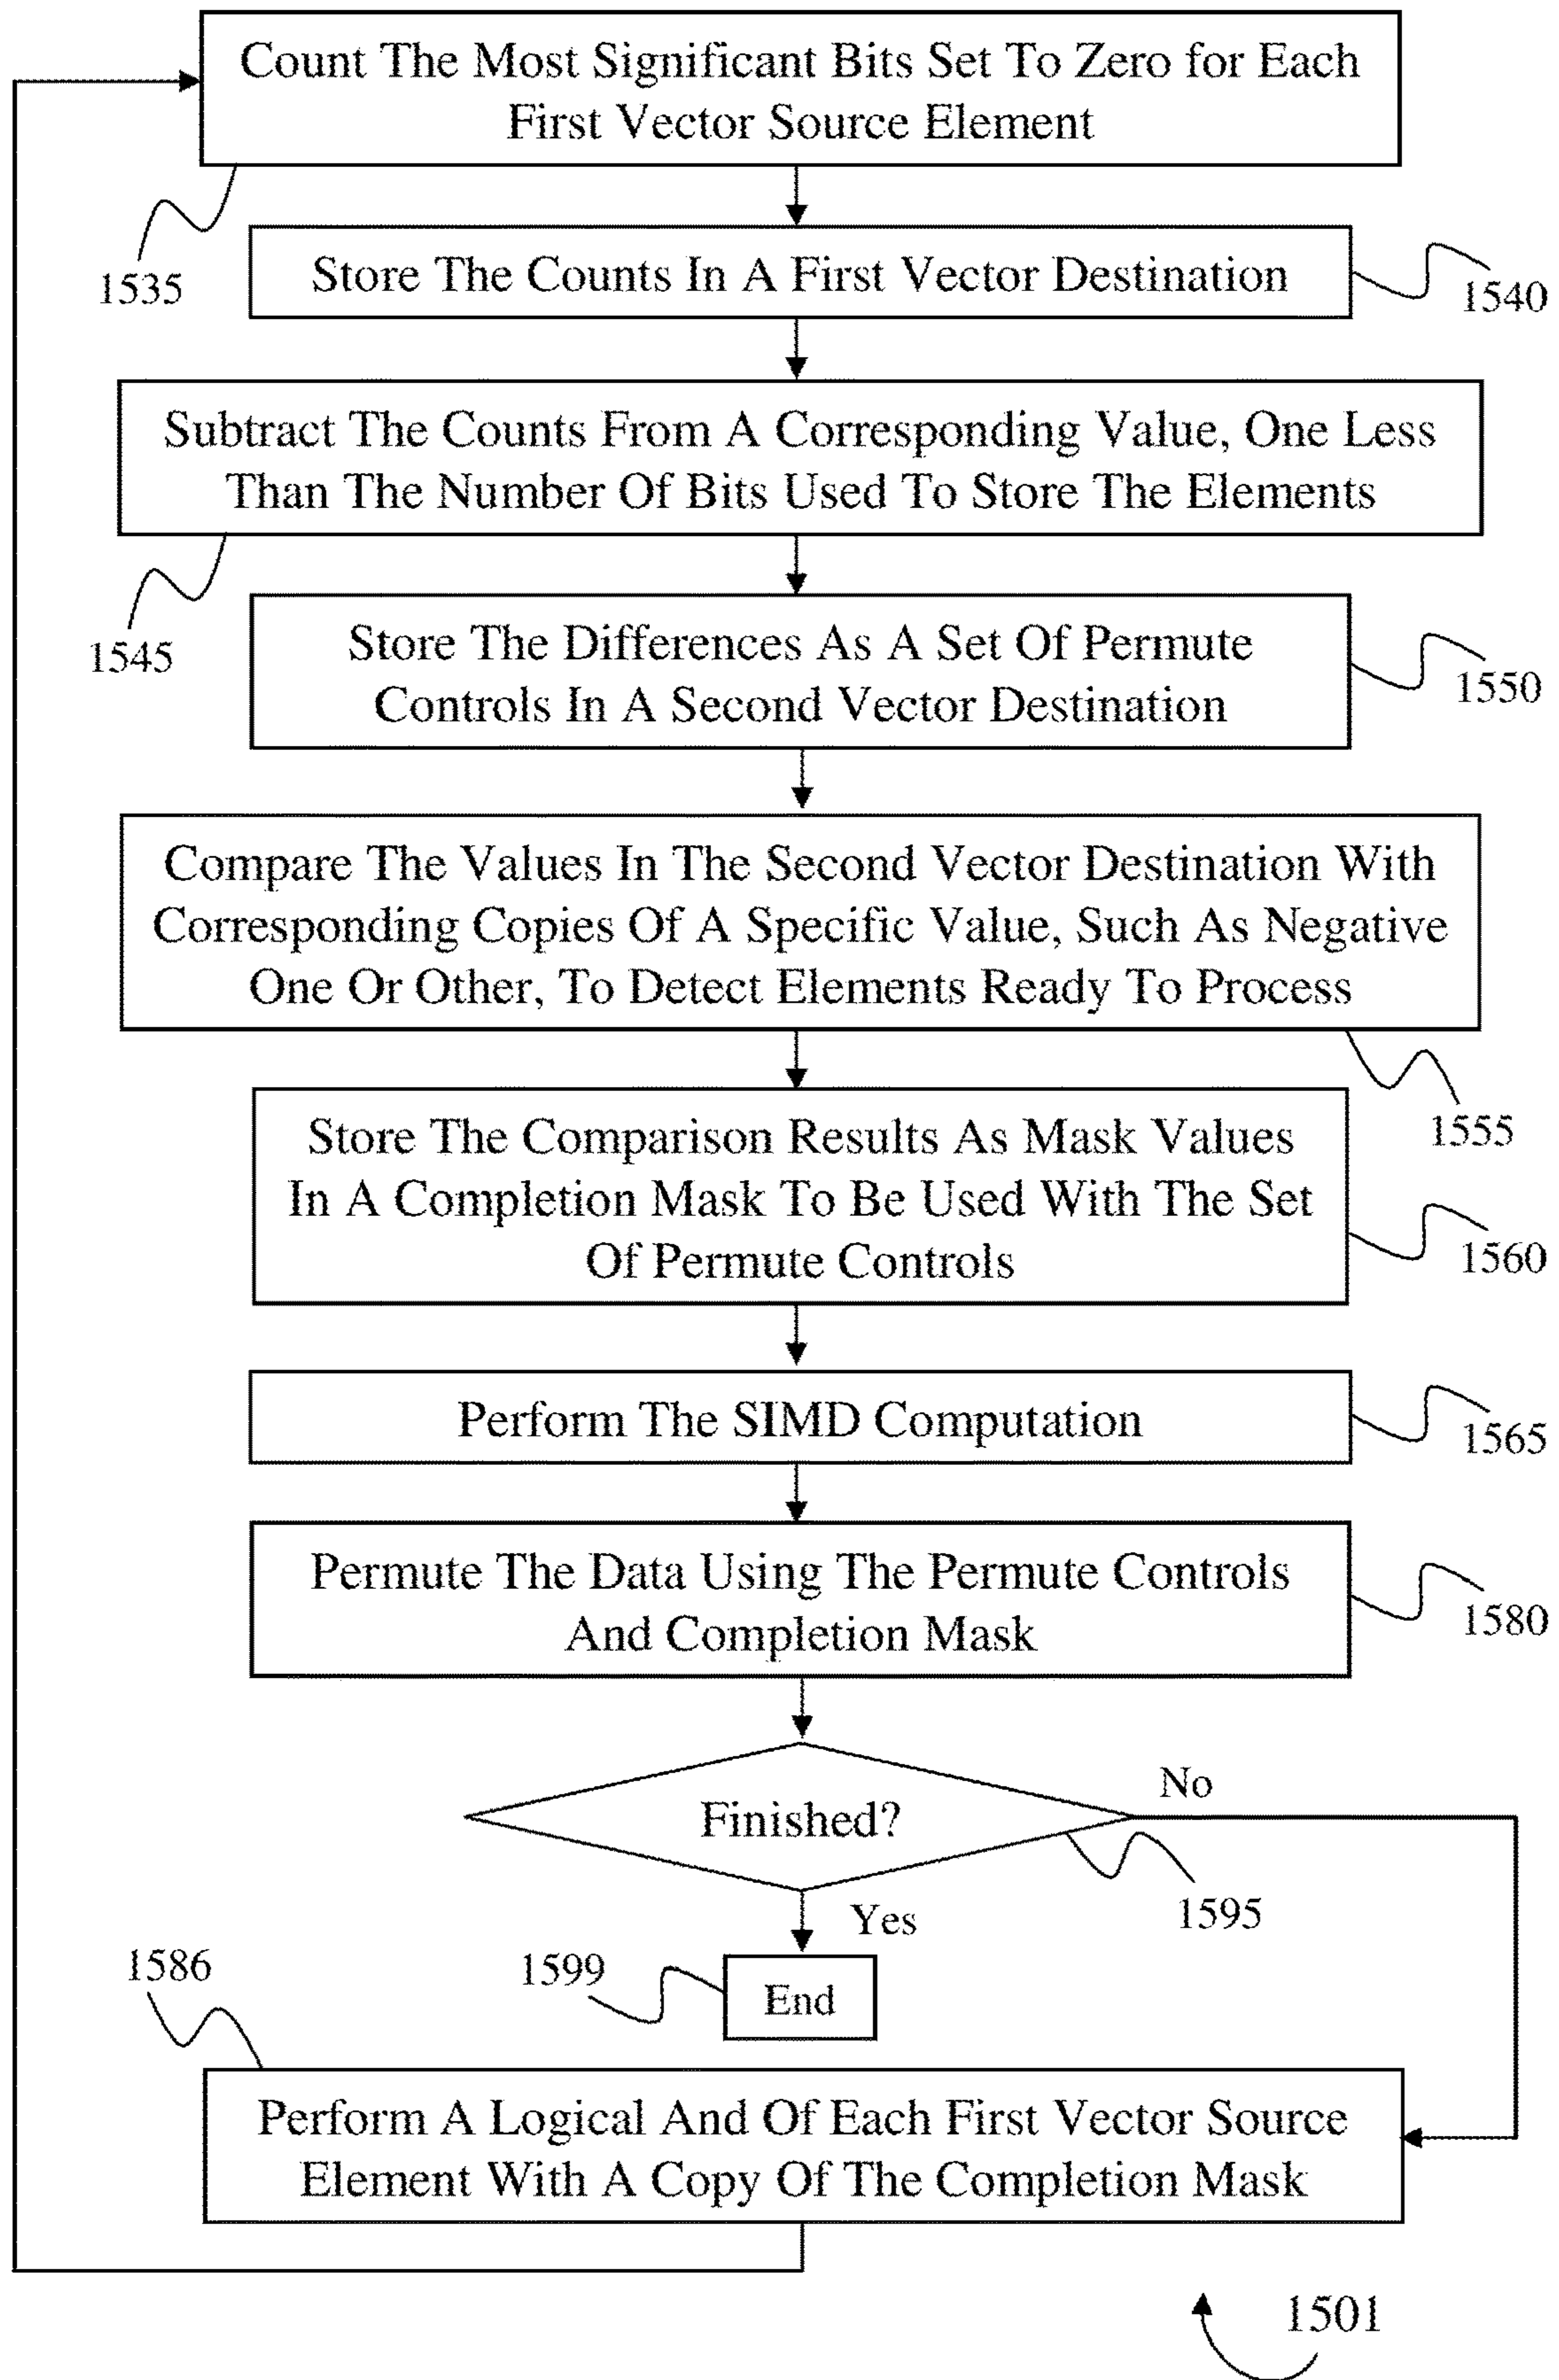 Count The Most Significant Bits Set To Zero for Each
First Vector Source Element
1535
Store The Counts In A First Vector Destination
1540
Subtract The Counts From A Corresponding Value, One Less
Than The Number Of Bits Used To Store The Elements
1545
Store The Differences As A Set Of Permute
Controls In A Second Vector Destination
1550
Compare The Values In The Second Vector Destination With
Corresponding Copies Of A Specific Value, Such As Negative
One Or Other, To Detect Elements Ready To Process
1555
Store The Comparison Results As Mask Values
In A Completion Mask To Be Used With The Set
Of Permute Controls
1560
Perform The SIMD Computation
1565
Permute The Data Using The Permute Controls
And Completion Mask
1580
Finished?
No
1595
Yes
1599
End
1586
Perform A Logical And Of Each First Vector Source
Element With A Copy Of The Completion Mask
1501